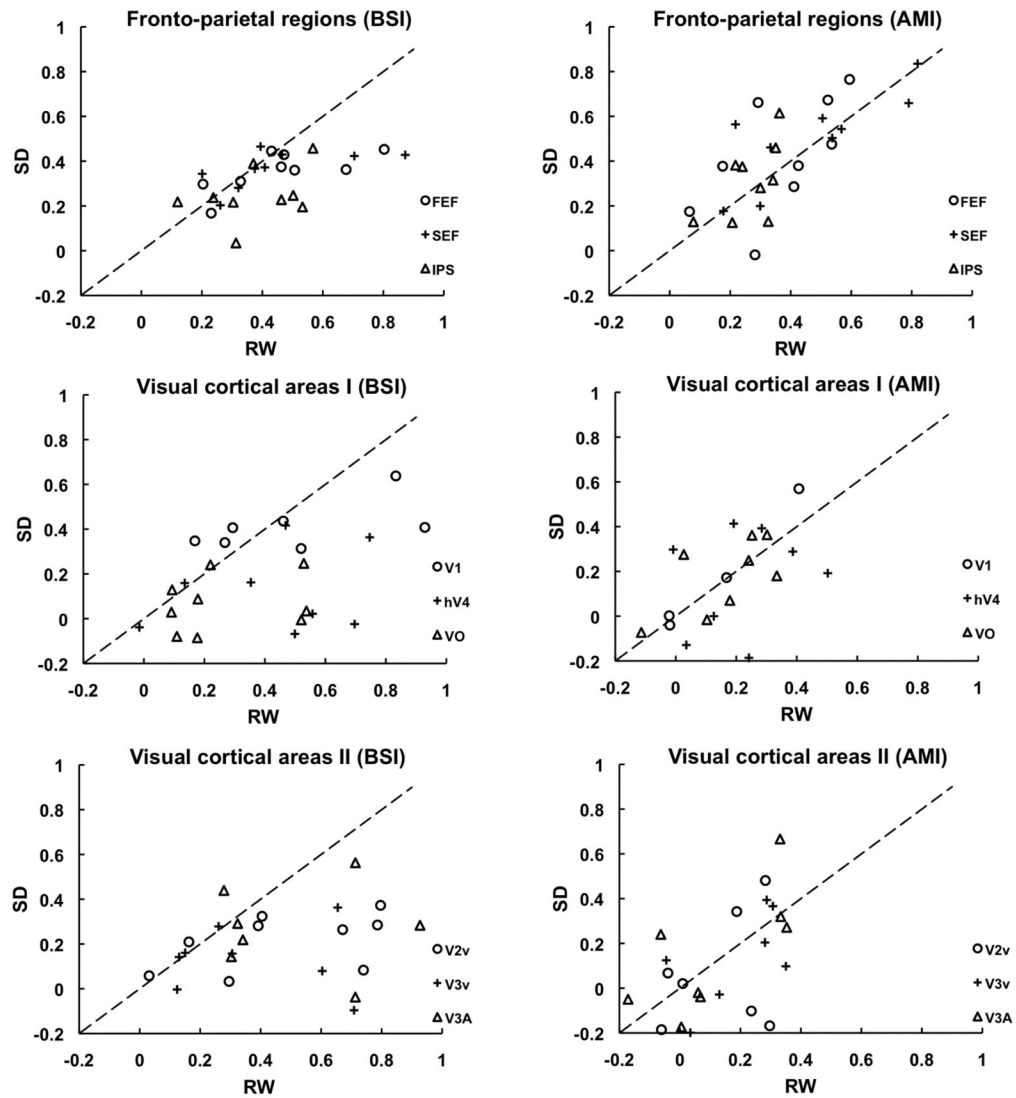 Fronto-parietal regions (BSI)
1
0.8
0.6
0.4
0.2
0
-0.2
SD
FEF
SEF
IPS
-0.2 0 0.2 0.4 0.6 0.8 1
RW
Fronto-parietal regions (AMI)
1
0.8
0.6
0.4
0.2
0
-0.2
SD
FEF
SEF
IPS
-0.2 0 0.2 0.4 0.6 0.8 1
RW
Visual cortical areas I (BSI)
1
0.8
0.6
0.4
0.2
0
-0.2
SD
V1
hV4
VO
-0.2 0 0.2 0.4 0.6 0.8 1
RW
Visual cortical areas I (AMI)
1
0.8
0.6
0.4
0.2
0
-0.2
SD
V1
hV4
VO
-0.2 0 0.2 0.4 0.6 0.8 1
RW
Visual cortical areas II (BSI)
1
0.8
0.6
0.4
0.2
0
-0.2
SD
V2v
V3v
V3A
-0.2 0 0.2 0.4 0.6 0.8 1
RW
Visual cortical areas II (AMI)
1
0.8
0.6
0.4
0.2
0
-0.2
SD
V2v
V3v
V3A
-0.2 0 0.2 0.4 0.6 0.8 1
RW